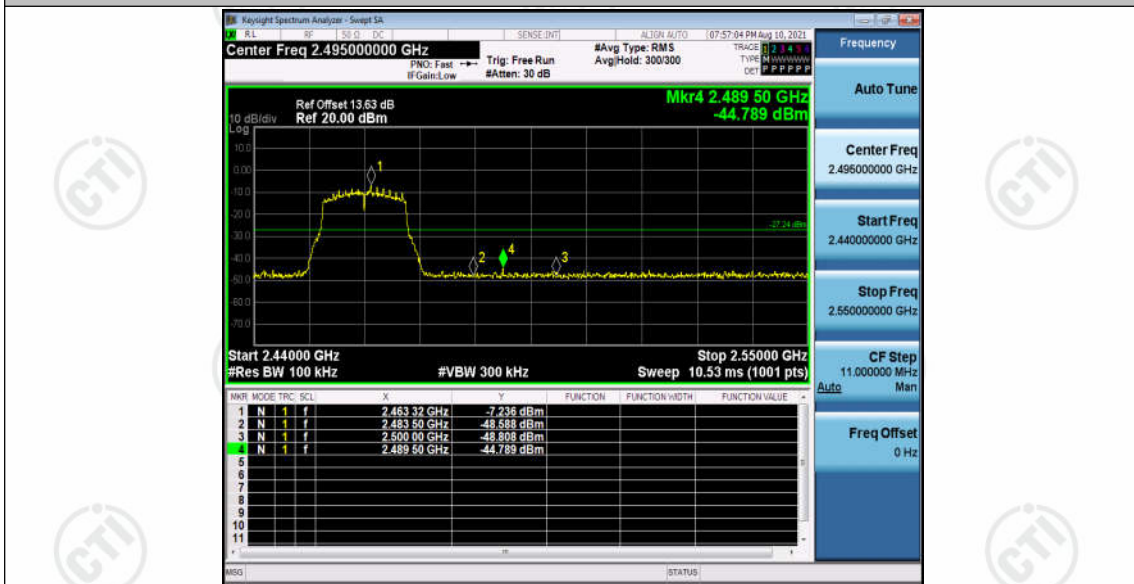 Keysight Spectrum Analyzer - Swept SA
RL RF 50 Ω DC SENSE:INT ALIGN AUTO 07:57:04 PM Aug 10, 2021
Center Freq 2.495000000 GHz
PNO: Fast
IFGain:Low
Trig: Free Run
#Atten: 30 dB
#Avg Type: RMS
Avg|Hold: 300/300
TRACE 1 2 3 4 5 6
TYPE M WWWWW
DET P P P P P P
Frequency
Auto Tune
Center Freq
2.495000000 GHz
Start Freq
2.440000000 GHz
Stop Freq
2.550000000 GHz
CF Step
11.000000 MHz
Auto Man
Freq Offset
0 Hz
Mkr4 2.489 50 GHz
-44.789 dBm
Ref Offset 13.63 dB
10 dB/div Ref 20.00 dBm
Log
10.0
0.00
-10.0
-20.0
-30.0
-40.0
-50.0
-60.0
-70.0
1
2
4
3
-27.24 dBm
Start 2.44000 GHz Stop 2.55000 GHz
#Res BW 100 kHz #VBW 300 kHz Sweep 10.53 ms (1001 pts)
MKR MODE TRC SCL X Y FUNCTION FUNCTION WIDTH FUNCTION VALUE
1 N 1 f 2.463 32 GHz -7.236 dBm
2 N 1 f 2.483 50 GHz -48.588 dBm
3 N 1 f 2.500 00 GHz -48.808 dBm
4 N 1 f 2.489 50 GHz -44.789 dBm
5
6
7
8
9
10
11
MSG STATUS
CTI
CTI
CTI
CTI